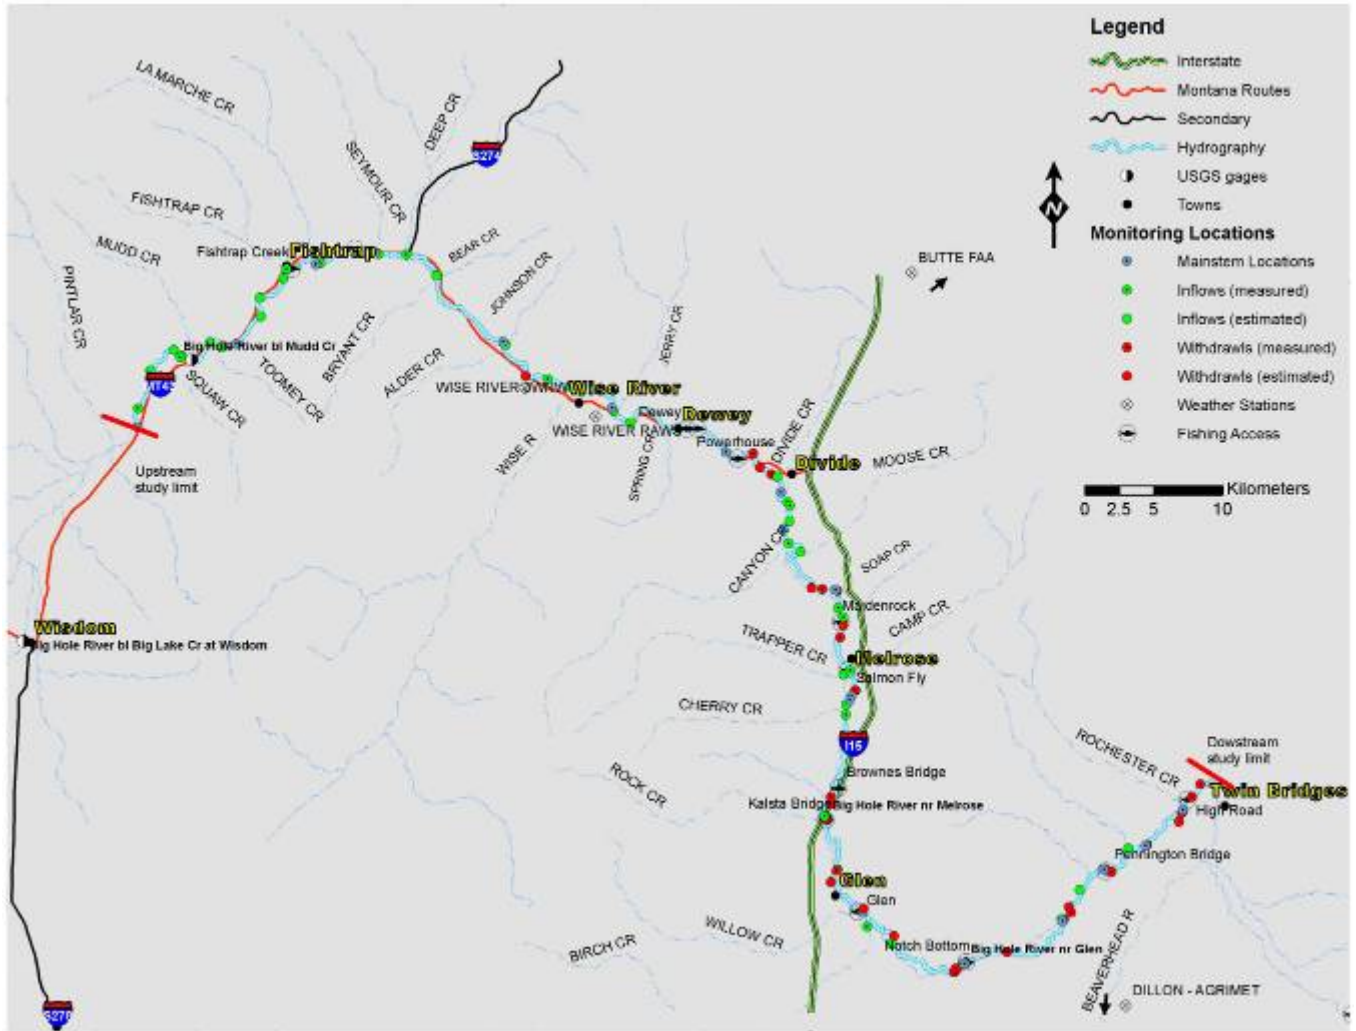 Legend
Interstate
Montana Routes
Secondary
Hydrography
USGS gages
Towns
Monitoring Locations
Mainstem Locations
Inflows (measured)
Inflows (estimated)
Withdrawls (measured)
Withdrawls (estimated)
Weather Stations
Fishing Access
Kilometers
0 2.5 5 10
N
LA MARCHE CR
DEEP CR
S274
SEYMOUR CR
FISHTRAP CR
MUDD CR
Fishtrap Creek
Fishtrap
BEAR CR
JOHNSON CR
BUTTE FAA
PINTLAR CR
JERRY CR
Big Hole River bl Mudd Cr
BRYANT CR
TOOMEY CR
SQUAW CR
ALDER CR
WISE RIVER
Wise River
Dewey
Dewey
WISE RIVER RAWS
Powerhouse
DIVIDE CR
Divide
MOOSE CR
WISE R
SPRING CR
Upstream
study limit
CANYON CR
SOAP CR
Maidenrock
CAMP CR
Wisdom
Big Hole River bl Big Lake Cr at Wisdom
TRAPPER CR
Melrose
Salmon Fly
CHERRY CR
I15
ROCHESTER CR
Dowstream
study limit
Brownes Bridge
ROCK CR
Kalsta Bridge
Big Hole River nr Melrose
Twin Bridges
High Road
Pennington Bridge
Glen
Glen
WILLOW CR
BIRCH CR
Notch Bottom
Big Hole River nr Glen
BEAVERHEAD R
DILLON - AGRIMET
S278